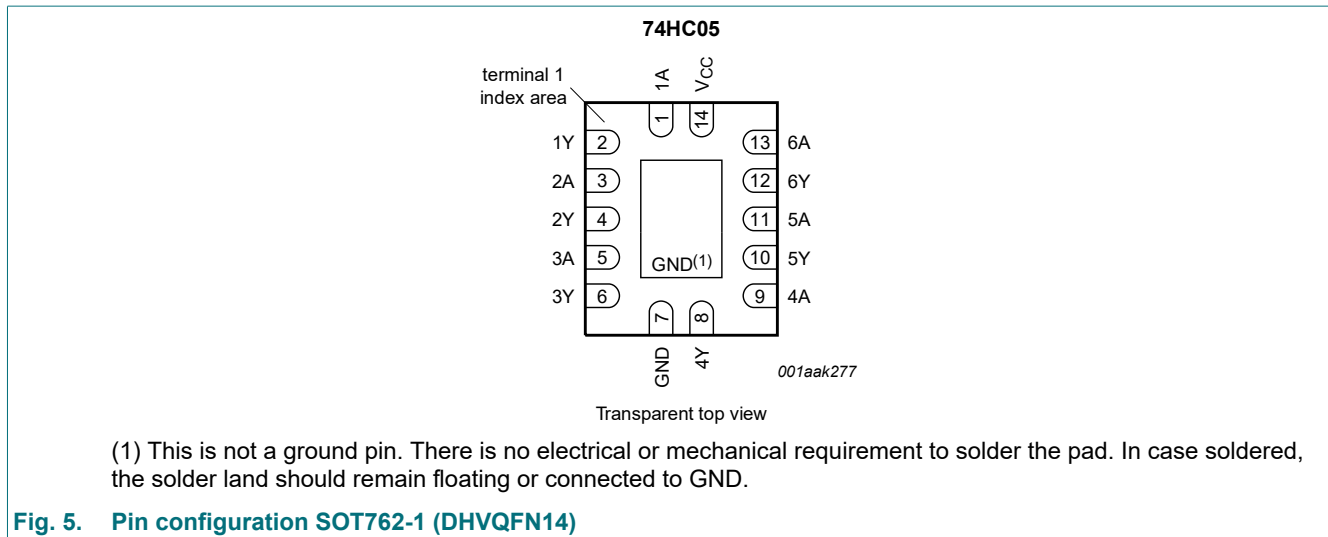 74HC05
terminal 1
index area
1A
VCC
1
14
1Y 2
13 6A
2A 3
12 6Y
2Y 4
11 5A
3A 5
GND(1)
10 5Y
3Y 6
9 4A
7
8
GND
4Y
001aak277
Transparent top view
(1) This is not a ground pin. There is no electrical or mechanical requirement to solder the pad. In case soldered,
the solder land should remain floating or connected to GND.
Fig. 5. Pin configuration SOT762-1 (DHVQFN14)